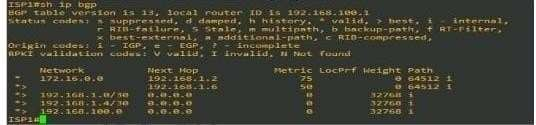 ISP1#sh ip bgp
BGP table version is 13, local router ID is 192.168.100.1
Status codes: s suppressed, d damped, h history, * valid, > best, i - internal,
              r RIB-failure, S Stale, m multipath, b backup-path, f RT-Filter,
              x best-external, a additional-path, c RIB-compressed,
Origin codes: i - IGP, e - EGP, ? - incomplete
RPKI validation codes: V valid, I invalid, N Not found

     Network          Next Hop            Metric LocPrf Weight Path
 *   172.16.0.0       192.168.1.2             75             0 64512 i
 *>                   192.168.1.6             50             0 64512 i
 *>  192.168.1.0/30   0.0.0.0                  0         32768 i
 *>  192.168.1.4/30   0.0.0.0                  0         32768 i
 *>  192.168.100.0    0.0.0.0                  0         32768 i
ISP1#